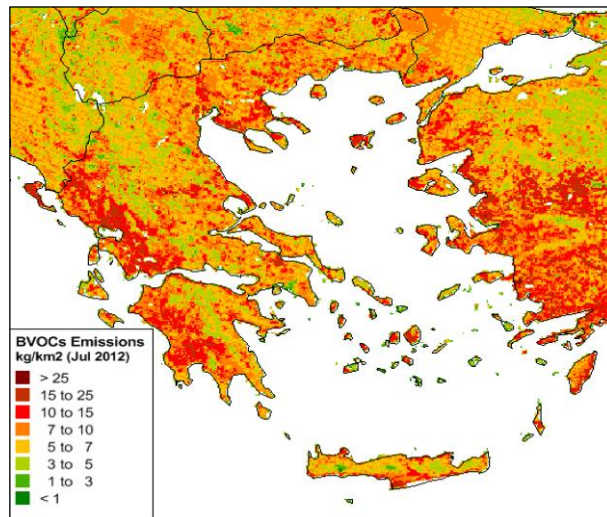 BVOCs Emissions
kg/km2 (Jul 2012)
> 25
15 to 25
10 to 15
7 to 10
5 to 7
3 to 5
1 to 3
< 1